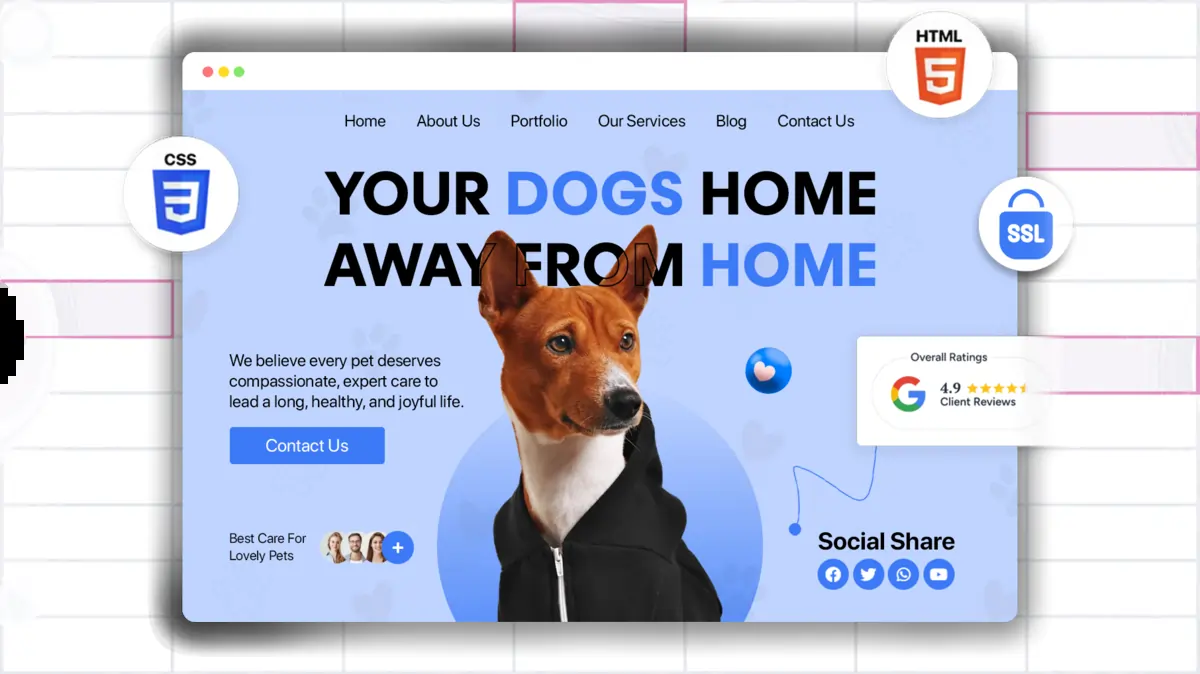 HTML
5
CSS
3
Home About Us Portfolio Our Services Blog Contact Us
YOUR DOGS HOME
AWAY FROM HOME
SSL
We believe every pet deserves
compassionate, expert care to
lead a long, healthy, and joyful life.
Contact Us
Overall Ratings
4.9
Client Reviews
Best Care For
Lovely Pets
+
Social Share